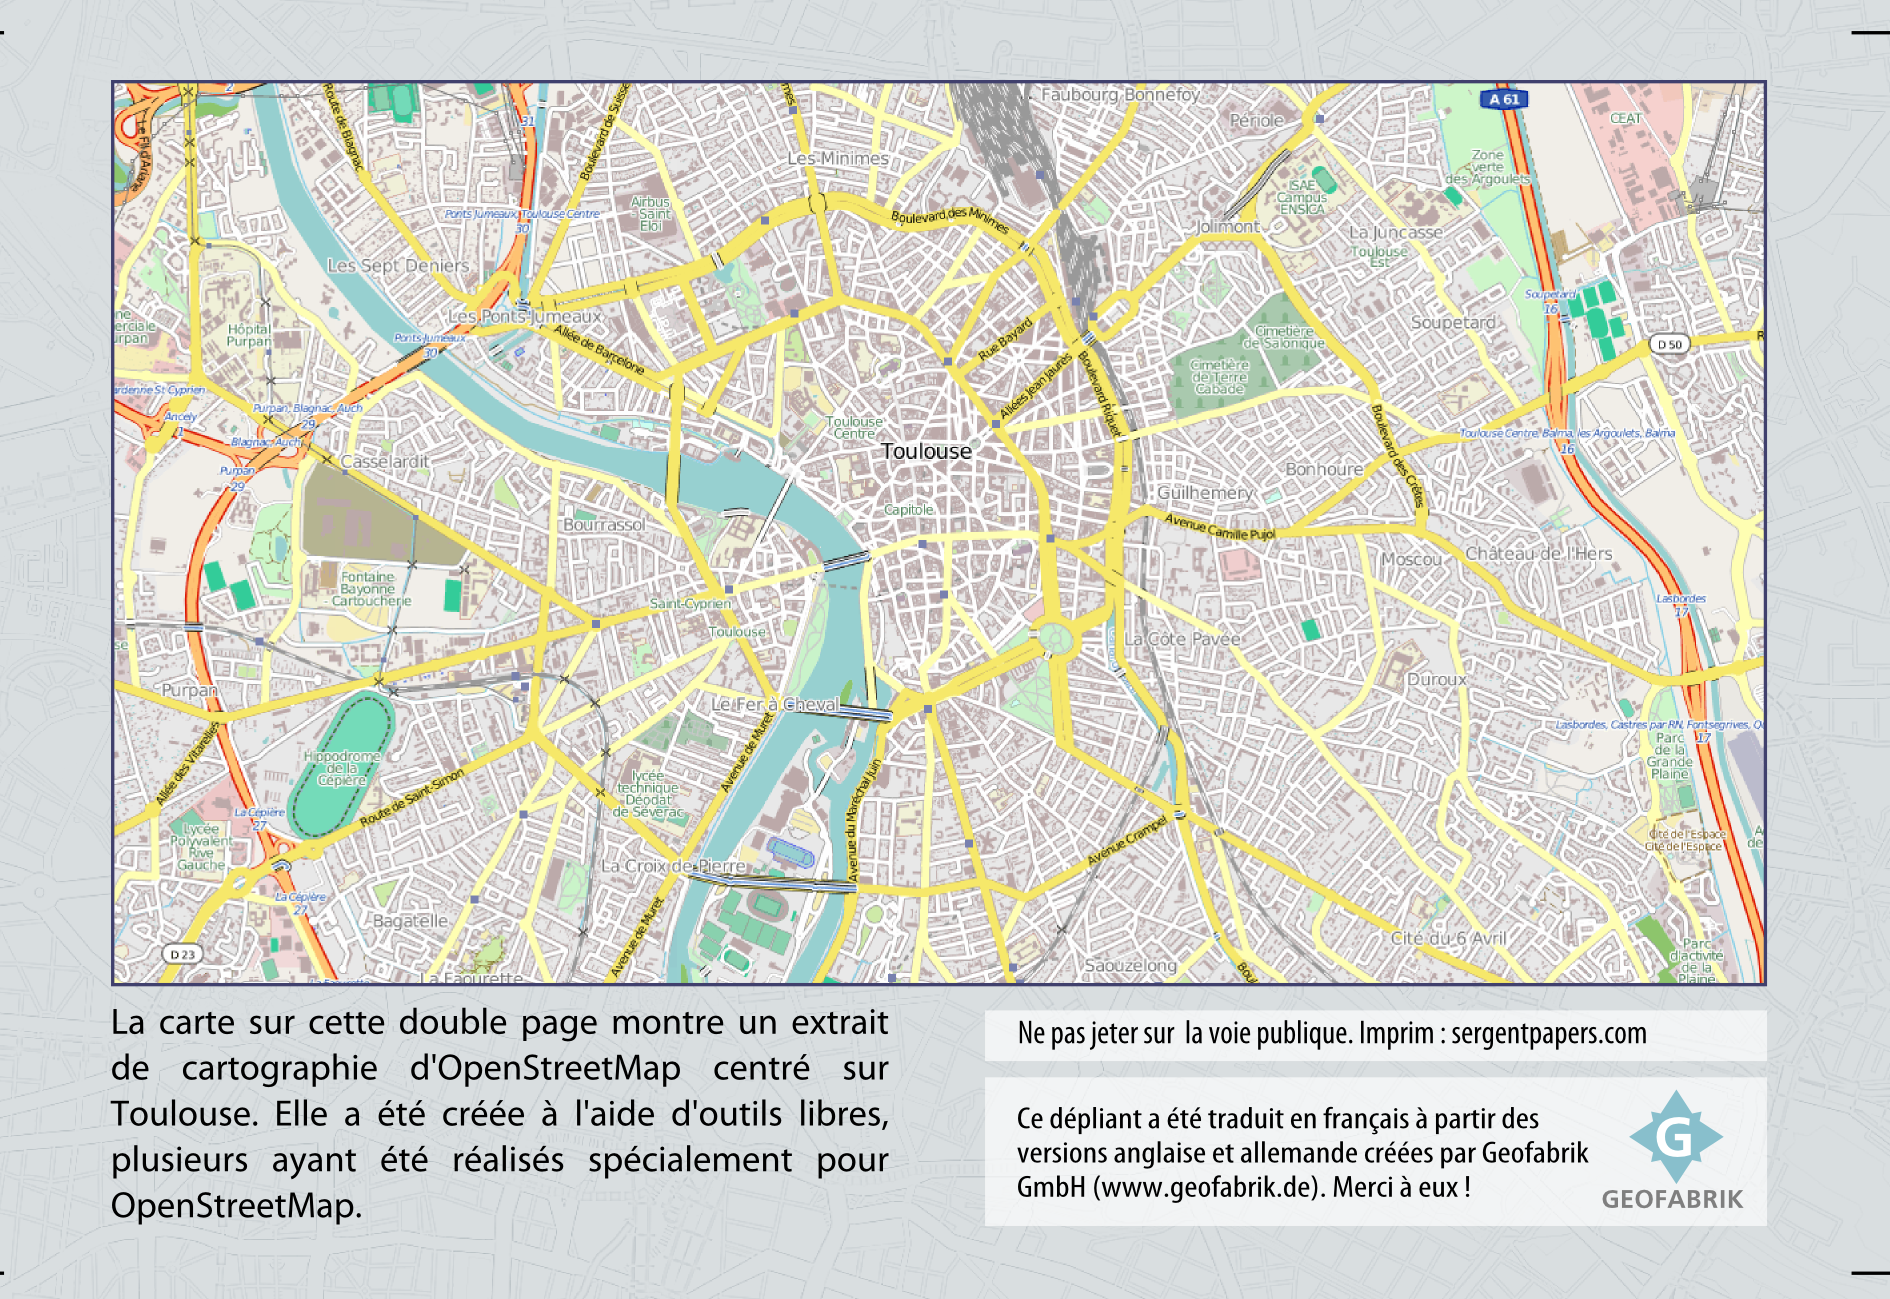 2
A 61
Faubourg Bonnefoy
Périole
CEAT
Le Fil d'Ariane
Route de Blagnac
31
Boulevard de Suisse
Les Minimes
Zone
verte
des Argoulets
ISAE
Campus
ENSICA
Airbus
Saint
Eloi
Ponts Jumeaux, Toulouse Centre
30
Boulevard des Minimes
Jolimont
La Juncasse
Toulouse
Est
Les Sept Deniers
Soupetard
16
Les Ponts-Jumeaux
Hôpital
Purpan
Ponts-Jumeaux
30
Allée de Barcelone
Rue Bayard
Cimetière
de Salonique
Soupetard
D 50
Allées Jean Jaurès
Boulevard Riquet
Cimetière
de Terre
Cabade
ardenne St Cyprien
Ancely
Purpan, Blagnac, Auch
29
Blagnac, Auch
Purpan
29
Casselardit
Toulouse
Centre
Toulouse
Boulevard des Crêtes
Toulouse Centre, Balma, les Argoulets, Balma
16
Bonhoure
Guilhemery
Capitole
Bourrassol
Avenue Camille Pujol
Moscou
Château de l'Hers
Fontaine
Bayonne
- Cartoucherie
Saint-Cyprien
Toulouse
Lasbordes
17
La Côte Pavée
Purpan
Duroux
Le Fer à Cheval
Avenue de Muret
Lasbordes, Castres par RN, Fontsegrives, Qu
17
Parc
de la
Grande
Plaine
Allée des Vitarelles
Hippodrome
de la
Cépière
Route de Saint-Simon
lycée
technique
Déodat
de Séverac
Avenue du Maréchal Juin
La Cépière
27
Lycée
Polyvalent
Rive
Gauche
Avenue Crampel
Cité de l'Espace
Cité de l'Espace
La Croix de Pierre
La Cépière
27
Bagatelle
Avenue de Muret
Cité du 6 Avril
D 23
La Faourette
Saouzelong
Boul
Parc
d'activité
de la
Plaine
La carte sur cette double page montre un extrait
de cartographie d'OpenStreetMap centré sur
Toulouse. Elle a été créée à l'aide d'outils libres,
plusieurs ayant été réalisés spécialement pour
OpenStreetMap.
Ne pas jeter sur la voie publique. Imprim : sergentpapers.com
Ce dépliant a été traduit en français à partir des
versions anglaise et allemande créées par Geofabrik
GmbH (www.geofabrik.de). Merci à eux !
G
GEOFABRIK